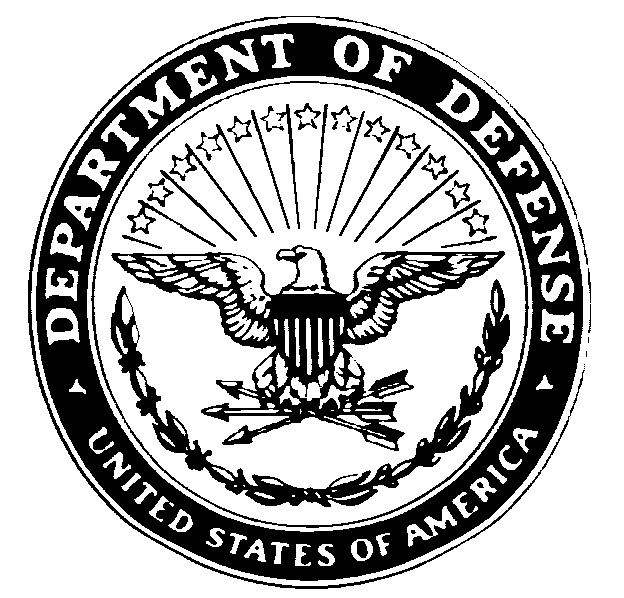 DEPARTMENT OF DEFENSE
UNITED STATES OF AMERICA